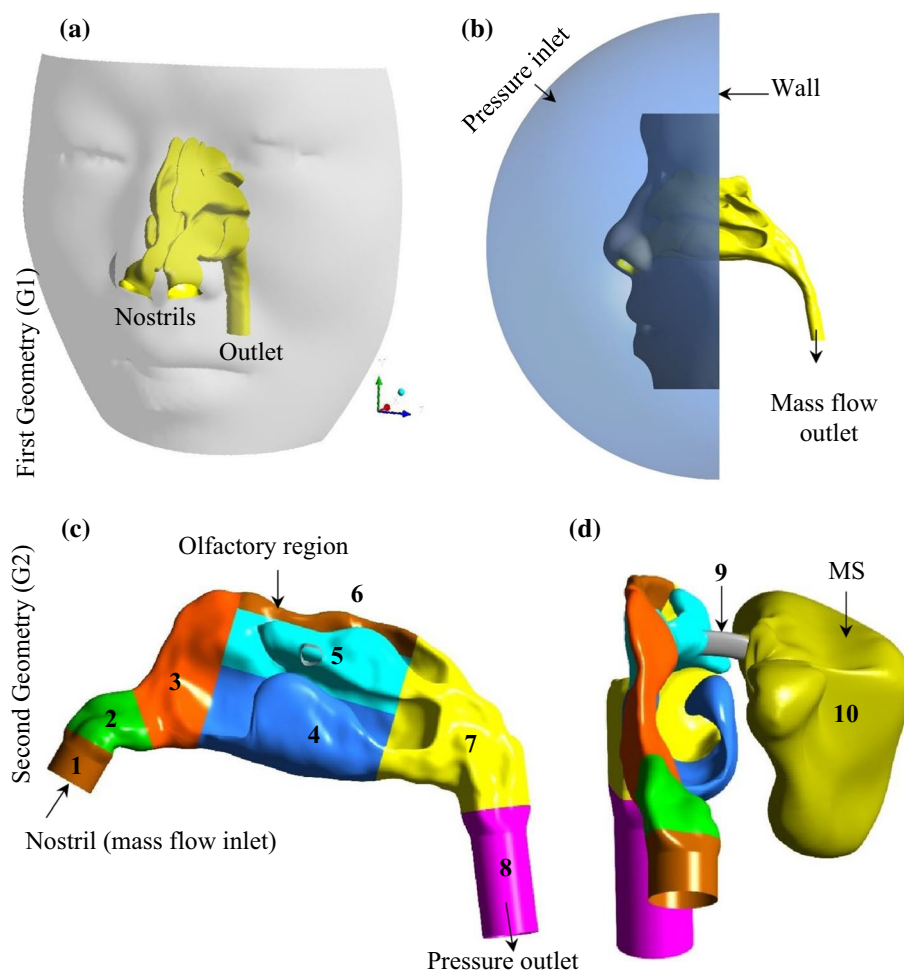 (a)
(b)
Pressure inlet
Wall
First Geometry (G1)
Nostrils
Outlet
Mass flow
outlet
(c)
(d)
Second Geometry (G2)
Olfactory region
6
9
MS
5
3
2
4
10
7
1
Nostril (mass flow inlet)
8
Pressure outlet